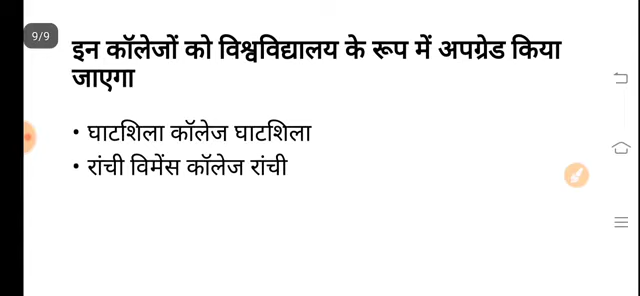 9/9
इन कॉलेजों को विश्वविद्यालय के रूप में अपग्रेड किया
जाएगा
• घाटशिला कॉलेज घाटशिला
• रांची विमेंस कॉलेज रांची